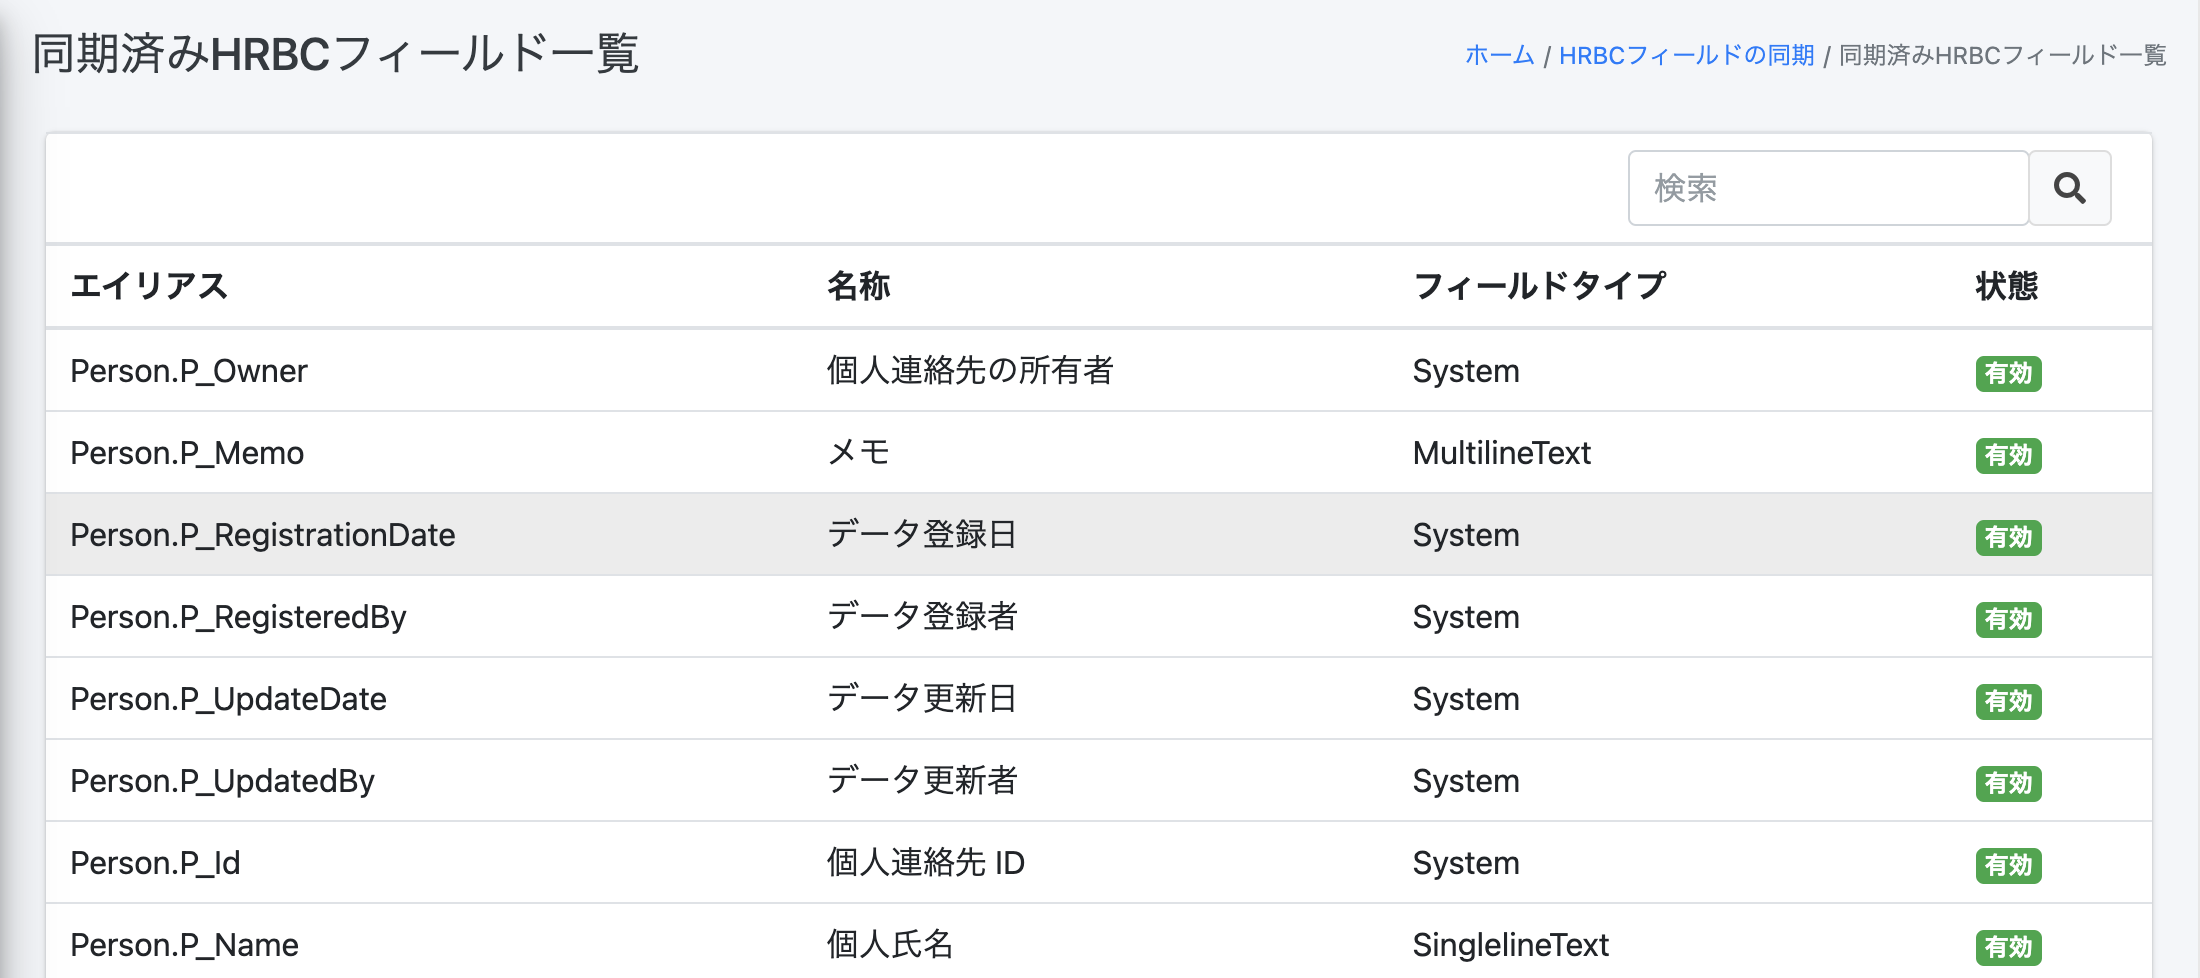 同期済みHRBCフィールド一覧
ホーム / HRBCフィールドの同期 / 同期済みHRBCフィールド一覧
検索
エイリアス 名称 フィールドタイプ 状態
Person.P_Owner 個人連絡先の所有者 System 有効
Person.P_Memo メモ MultilineText 有効
Person.P_RegistrationDate データ登録日 System 有効
Person.P_RegisteredBy データ登録者 System 有効
Person.P_UpdateDate データ更新日 System 有効
Person.P_UpdatedBy データ更新者 System 有効
Person.P_Id 個人連絡先 ID System 有効
Person.P_Name 個人氏名 SinglelineText 有効